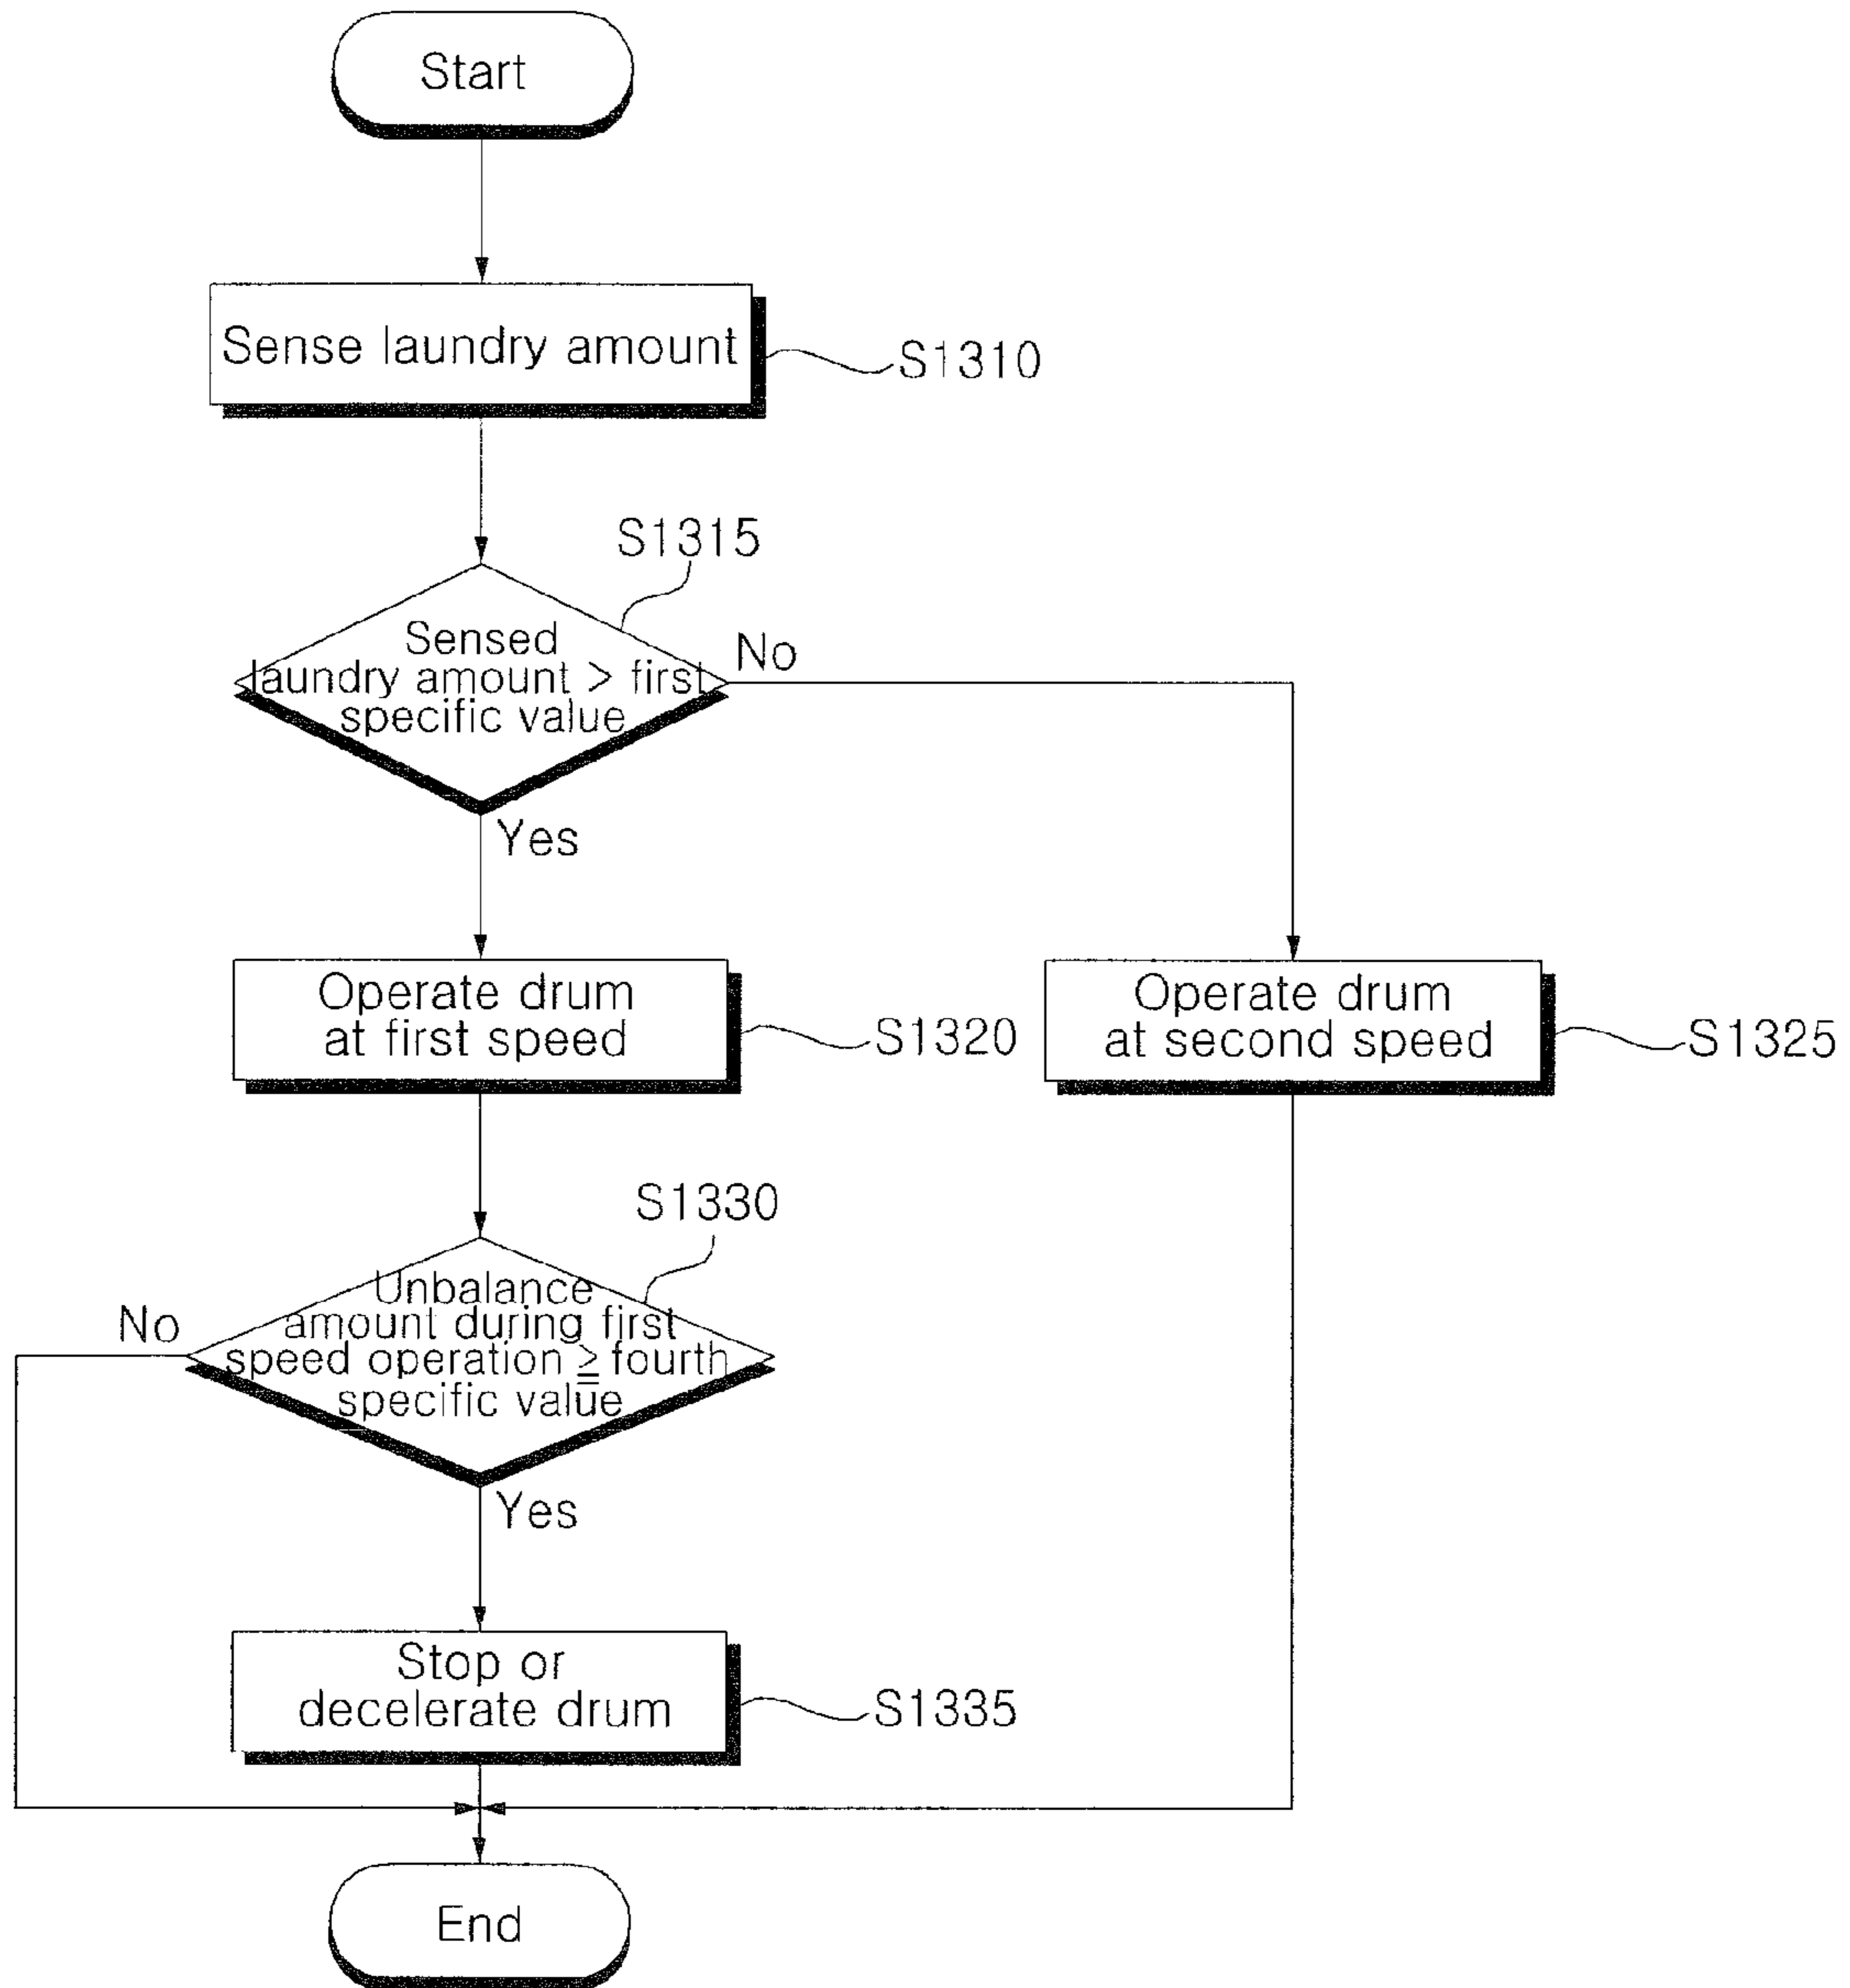 Start
Sense laundry amount
S1310
S1315
Sensed
laundry amount > first
specific value
No
Yes
Operate drum
at first speed
S1320
Operate drum
at second speed
S1325
S1330
Unbalance
amount during first
speed operation ≧ fourth
specific value
No
Yes
Stop or
decelerate drum
S1335
End